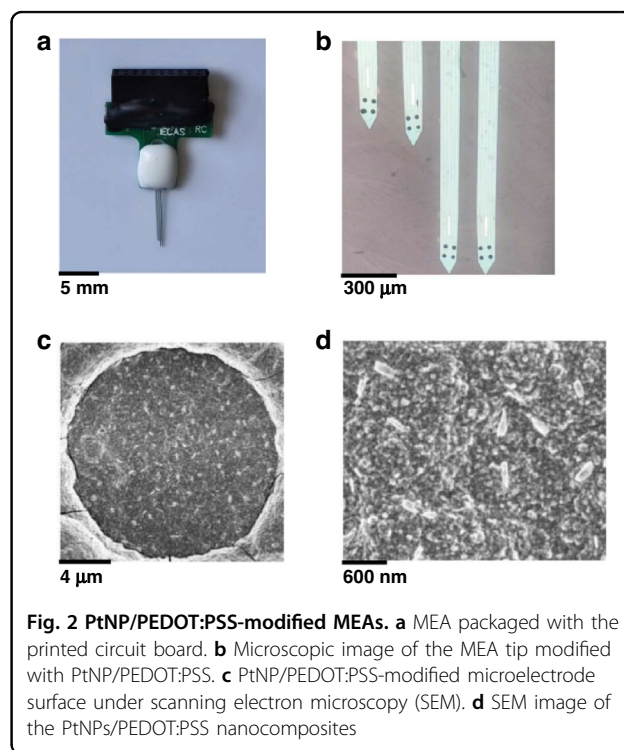 a
b
ELAS RC
5 mm
300 μm
c
d
4 μm
600 nm
Fig. 2 PtNP/PEDOT:PSS-modified MEAs. a MEA packaged with the
printed circuit board. b Microscopic image of the MEA tip modified
with PtNP/PEDOT:PSS. c PtNP/PEDOT:PSS-modified microelectrode
surface under scanning electron microscopy (SEM). d SEM image of
the PtNPs/PEDOT:PSS nanocomposites